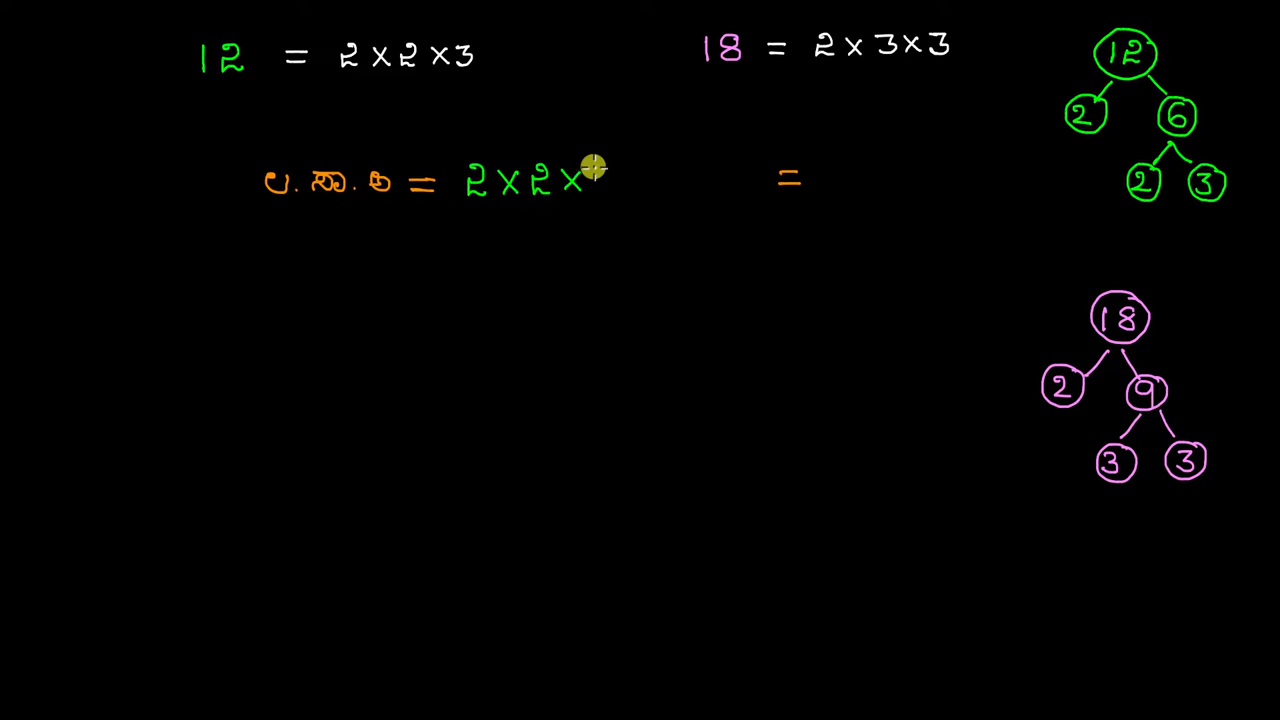 12 = 2×2×3
18 = 2×3×3
ಲ.ಸಾ.ಅ = 2×2× =
12
2 6
2 3
18
2 9
3 3